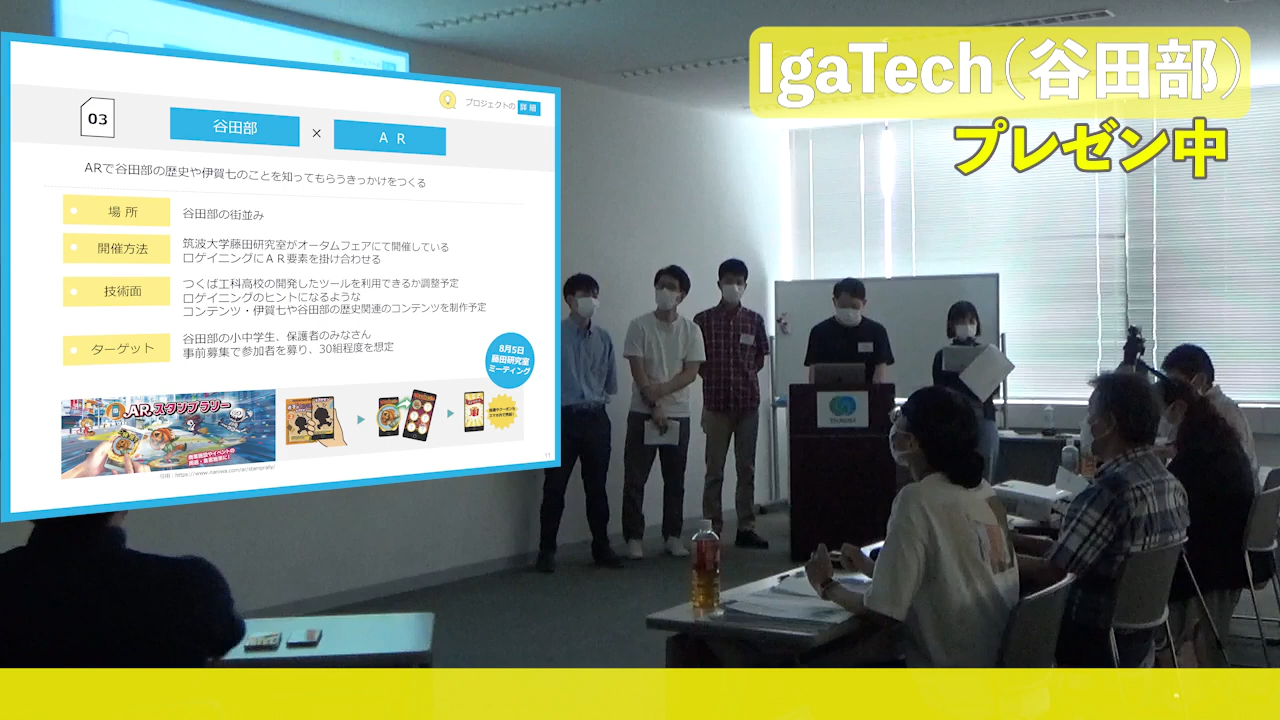 IgaTech（谷田部）
プレゼン中
プロジェクトの 詳細
03
谷田部 × ＡＲ
ARで谷田部の歴史や伊賀七のことを知ってもらうきっかけをつくる
場所
谷田部の街並み
開催方法
筑波大学藤田研究室がオータムフェアにて開催している
ロゲイニングにＡＲ要素を掛け合わせる
技術面
つくば工科高校の開発したツールを利用できるか調整予定
ロゲイニングのヒントになるような
コンテンツ・伊賀七や谷田部の歴史関連のコンテンツを制作予定
ターゲット
谷田部の小中学生、保護者のみなさん
事前募集で参加者を募り、30組程度を想定
8月5日
藤田研究室
ミーティング
ARスタンプラリー
商業施設やイベントの
11